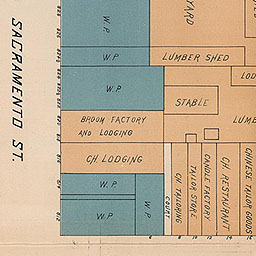 SACRAMENTO ST.
W.P.
YARD
W.P
LUMBER SHED
W.P.
STABLE
BROOM FACTORY
AND LODGING
CH. LODGING
W.P.
W.P.
W.P.
COURT
CH TAILORING
TAILOR STORE
CANDLE FACTORY
CH. RESTAURANT
CHINESE TAILOR GOODS